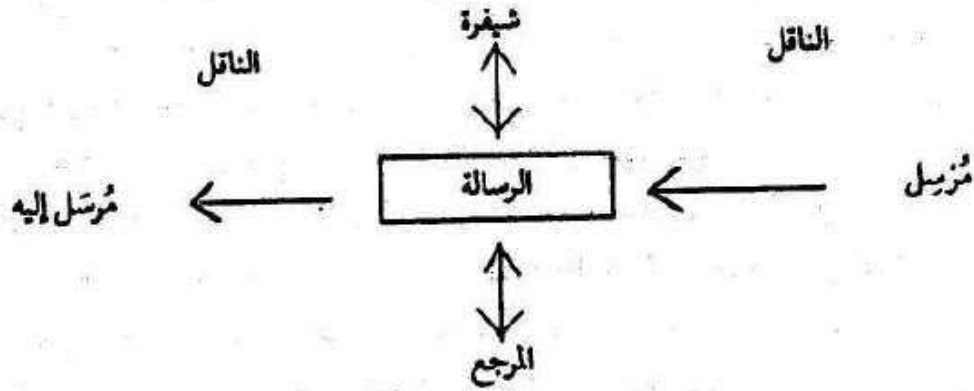 شيفرة
الناقل
الناقل
مُرسِل
الرسالة
مُرسَل إليه
المرجع